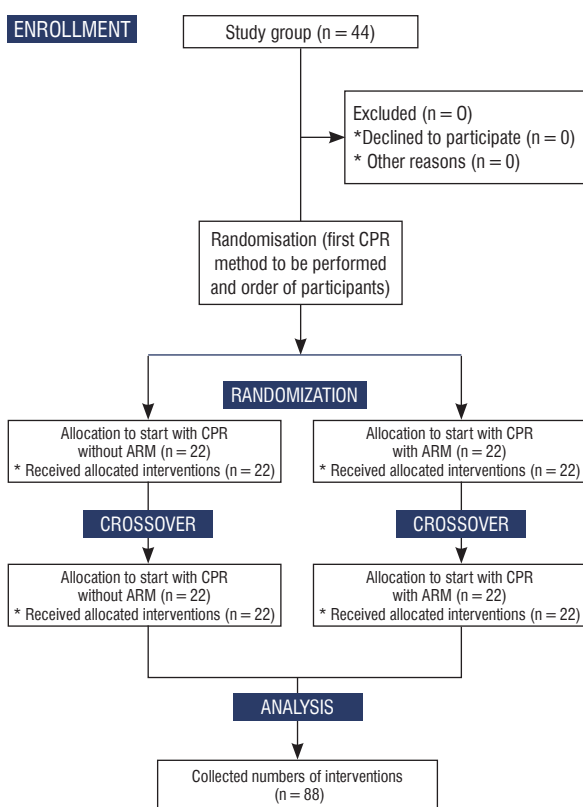 ENROLLMENT
Study group (n = 44)
Excluded (n = O)
*Declined to participate (n = 0)
* Other reasons (n = 0)
Randomisation (first CPR
method to be performed
and order of participants)
RANDOMIZATION
Allocation to start with CPR
without ARM (n = 22)
* Received allocated interventions (n = 22)
Allocation to start with CPR
with ARM (n = 22)
* Received allocated interventions (n = 22)
CROSSOVER
CROSSOVER
Allocation to start with CPR
without ARM (n = 22)
* Received allocated interventions (n = 22)
Allocation to start with CPR
with ARM (n = 22)
* Received allocated interventions (n = 22)
ANALYSIS
Collected numbers of interventions
(n = 88)